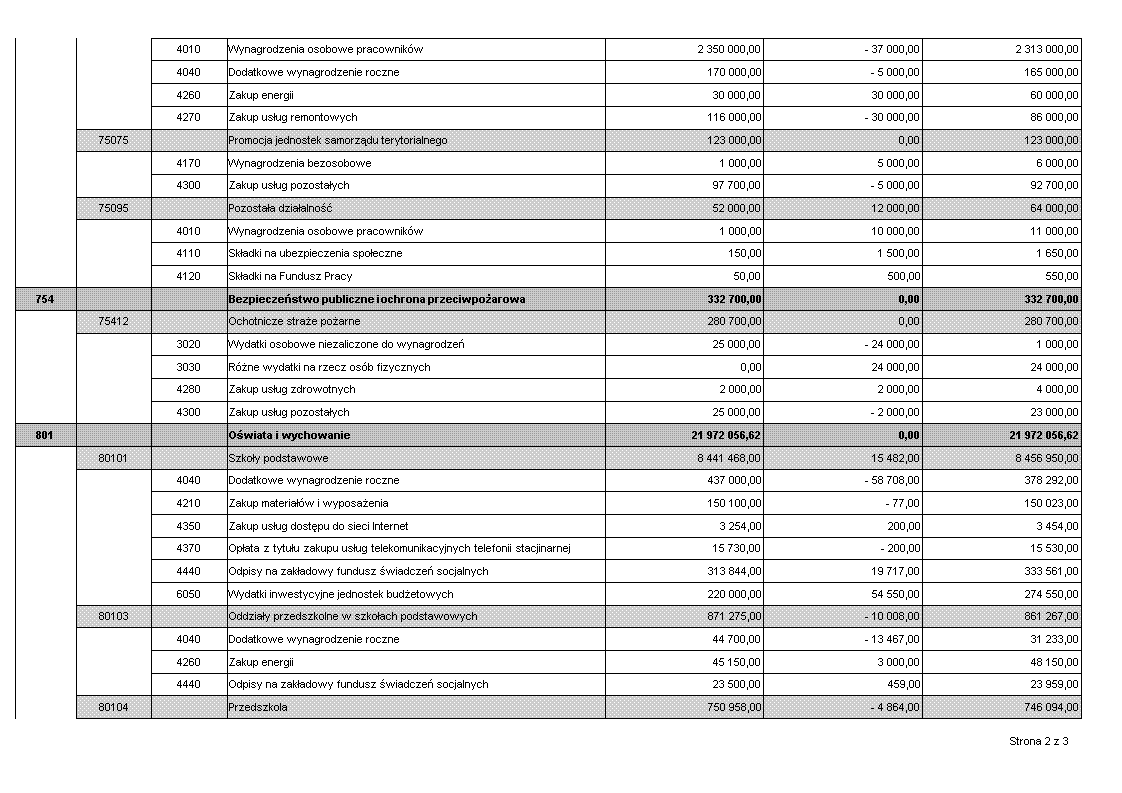 4010 Wynagrodzenia osobowe pracowników 2 350 000,00 - 37 000,00 2 313 000,00
4040 Dodatkowe wynagrodzenie roczne 170 000,00 - 5 000,00 165 000,00
4260 Zakup energii 30 000,00 30 000,00 60 000,00
4270 Zakup usług remontowych 116 000,00 - 30 000,00 86 000,00
75075 Promocja jednostek samorządu terytorialnego 123 000,00 0,00 123 000,00
4170 Wynagrodzenia bezosobowe 1 000,00 5 000,00 6 000,00
4300 Zakup usług pozostałych 97 700,00 - 5 000,00 92 700,00
75095 Pozostała działalność 52 000,00 12 000,00 64 000,00
4010 Wynagrodzenia osobowe pracowników 1 000,00 10 000,00 11 000,00
4110 Składki na ubezpieczenia społeczne 150,00 1 500,00 1 650,00
4120 Składki na Fundusz Pracy 50,00 500,00 550,00
754 Bezpieczeństwo publiczne i ochrona przeciwpożarowa 332 700,00 0,00 332 700,00
75412 Ochotnicze straże pożarne 280 700,00 0,00 280 700,00
3020 Wydatki osobowe niezaliczone do wynagrodzeń 25 000,00 - 24 000,00 1 000,00
3030 Różne wydatki na rzecz osób fizycznych 0,00 24 000,00 24 000,00
4280 Zakup usług zdrowotnych 2 000,00 2 000,00 4 000,00
4300 Zakup usług pozostałych 25 000,00 - 2 000,00 23 000,00
801 Oświata i wychowanie 21 972 056,62 0,00 21 972 056,62
80101 Szkoły podstawowe 8 441 468,00 15 482,00 8 456 950,00
4040 Dodatkowe wynagrodzenie roczne 437 000,00 - 58 708,00 378 292,00
4210 Zakup materiałów i wyposażenia 150 100,00 - 77,00 150 023,00
4350 Zakup usług dostępu do sieci Internet 3 254,00 200,00 3 454,00
4370 Opłata z tytułu zakupu usług telekomunikacyjnych telefonii stacjinarnej 15 730,00 - 200,00 15 530,00
4440 Odpisy na zakładowy fundusz świadczeń socjalnych 313 844,00 19 717,00 333 561,00
6050 Wydatki inwestycyjne jednostek budżetowych 220 000,00 54 550,00 274 550,00
80103 Oddziały przedszkolne w szkołach podstawowych 871 275,00 - 10 008,00 861 267,00
4040 Dodatkowe wynagrodzenie roczne 44 700,00 - 13 467,00 31 233,00
4260 Zakup energii 45 150,00 3 000,00 48 150,00
4440 Odpisy na zakładowy fundusz świadczeń socjalnych 23 500,00 459,00 23 959,00
80104 Przedszkola 750 958,00 - 4 864,00 746 094,00
Strona 2 z 3